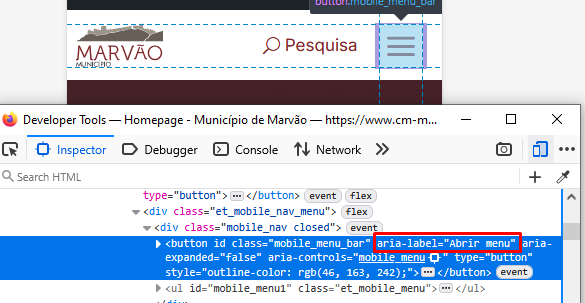 button.mobile_menu_bar
MARVÃO
MUNICÍPIO
Pesquisa
Developer Tools — Homepage - Município de Marvão — https://www.cm-m...
Inspector Debugger Console Network
Search HTML
type="button"> </button> event flex
<div class="et_mobile_nav_menu"> flex
<div class="mobile_nav closed"> event
<button id class="mobile_menu_bar" aria-label="Abrir menu" aria-
expanded="false" aria-controls="mobile_menu " type="button"
style="outline-color: rgb(46, 163, 242);"> </button> event
<ul id="mobile_menu1" class="et_mobile_menu">
</div>